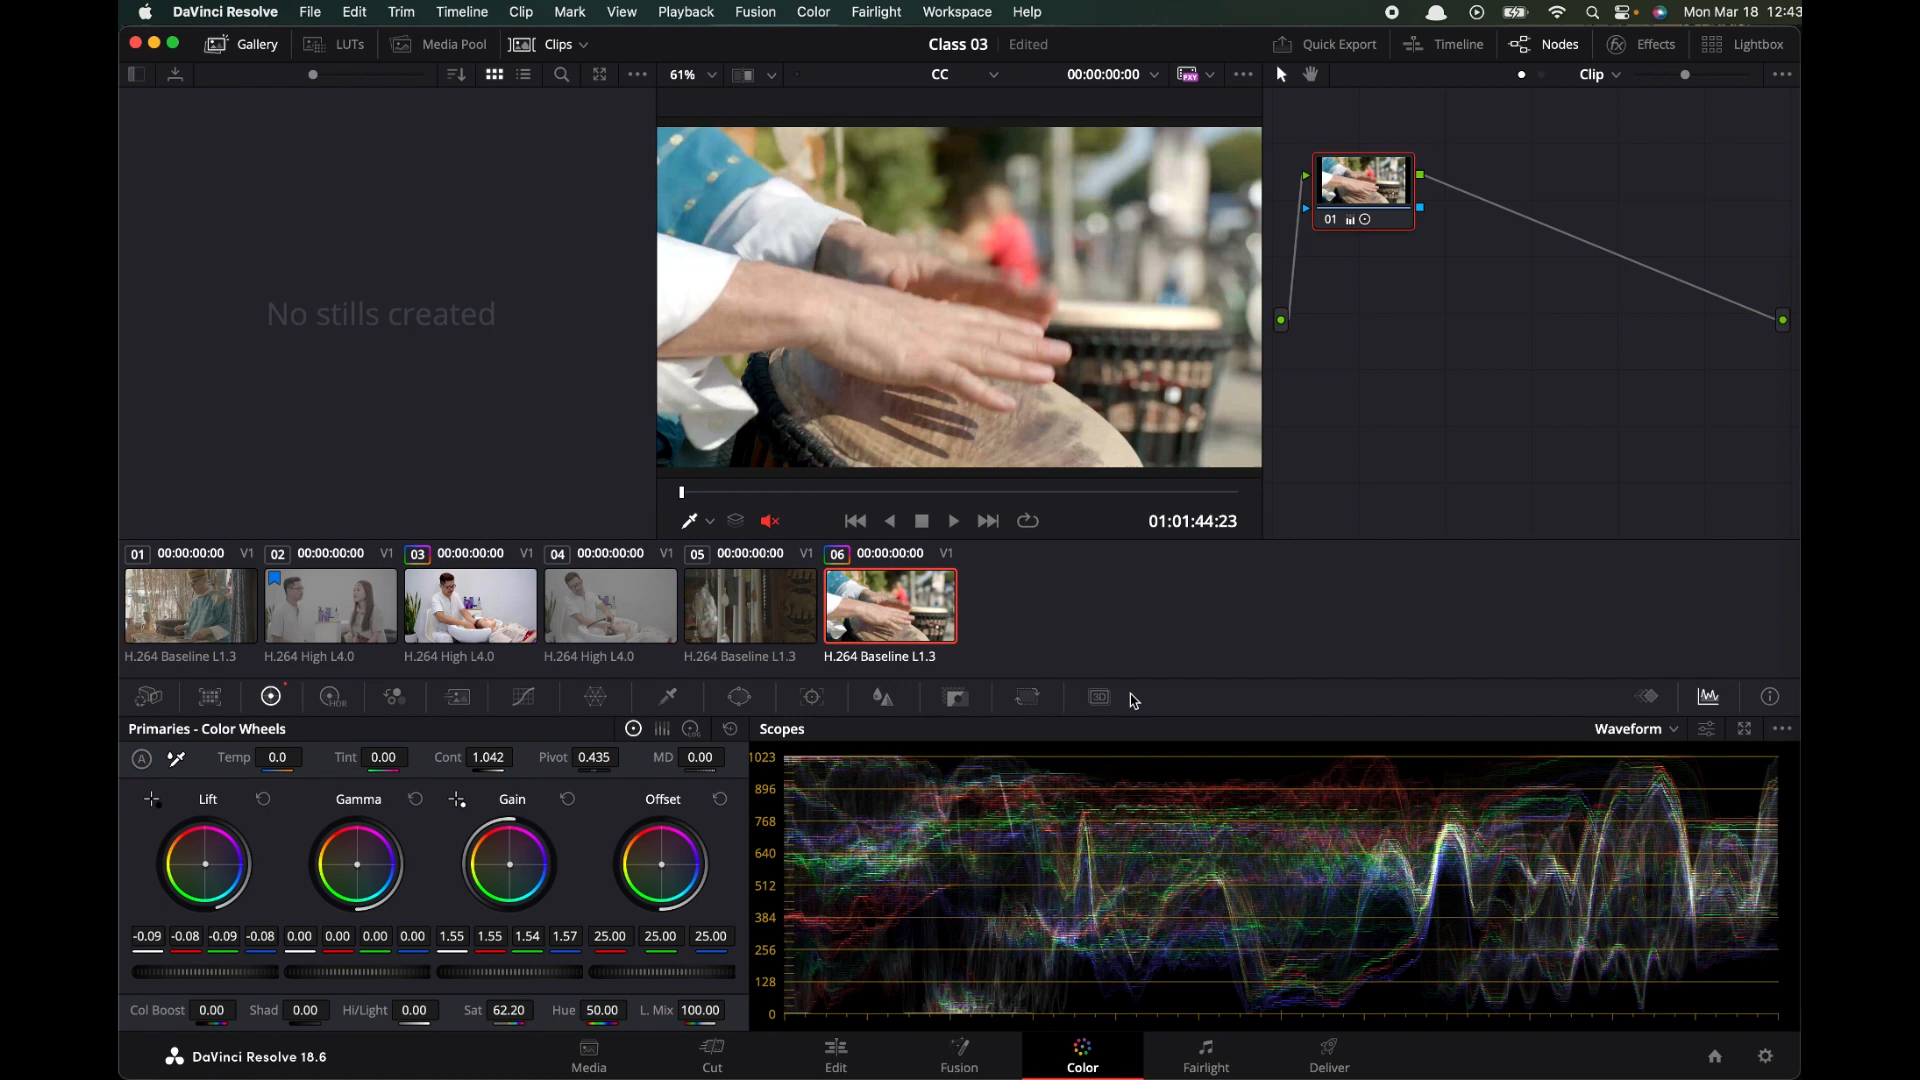 DaVinci Resolve File Edit Trim Timeline Clip Mark View Playback Fusion Color Fairlight Workspace Help Mon Mar 18 12:43
Gallery LUTs Media Pool Clips Class 03 Edited Quick Export Timeline Nodes Effects Lightbox
61% CC 00:00:00:00 PXY Clip
No stills created
01
01:01:44:23
01 00:00:00:00 V1 02 00:00:00:00 V1 03 00:00:00:00 V1 04 00:00:00:00 V1 05 00:00:00:00 V1 06 00:00:00:00 V1
H.264 Baseline L1.3 H.264 High L4.0 H.264 High L4.0 H.264 High L4.0 H.264 Baseline L1.3 H.264 Baseline L1.3
HDR 3D
Primaries - Color Wheels LOG Scopes Waveform
A Temp 0.0 Tint 0.00 Cont 1.042 Pivot 0.435 MD 0.00
Lift Gamma Gain Offset
-0.09 -0.08 -0.09 -0.08 0.00 0.00 0.00 0.00 1.55 1.55 1.54 1.57 25.00 25.00 25.00
Col Boost 0.00 Shad 0.00 Hi/Light 0.00 Sat 62.20 Hue 50.00 L. Mix 100.00
1023
896
768
640
512
384
256
128
0
DaVinci Resolve 18.6 Media Cut Edit Fusion Color Fairlight Deliver